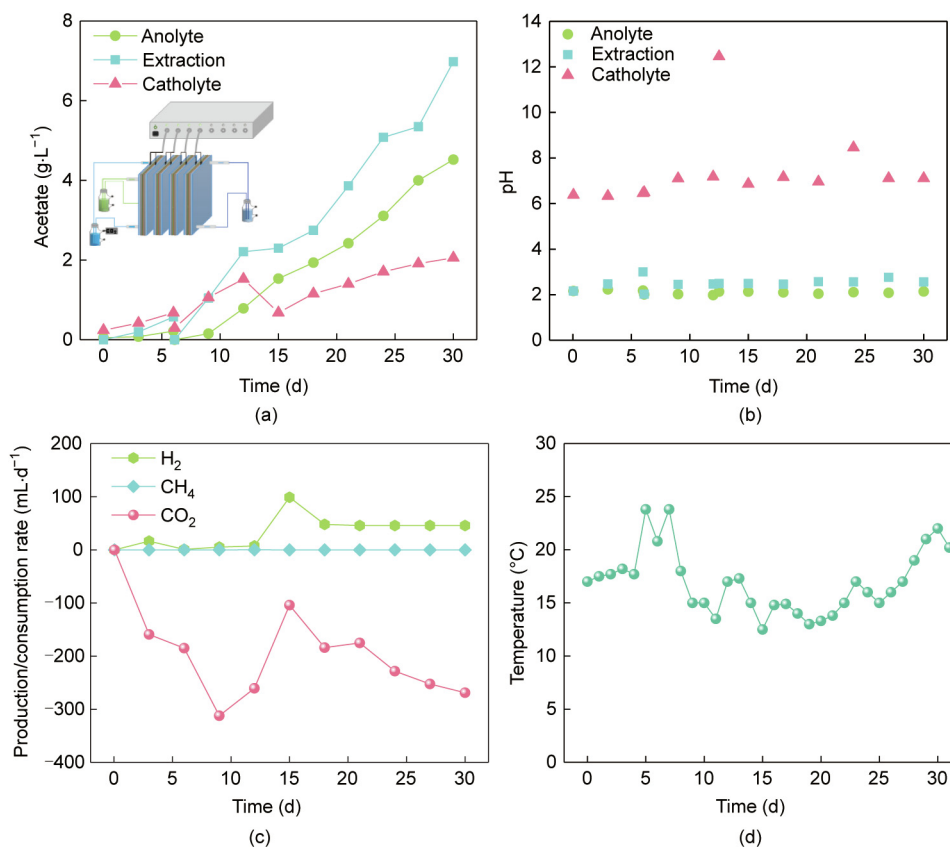 8
6
4
2
0
Acetate (g·L⁻¹)
Anolyte
Extraction
Catholyte
0 5 10 15 20 25 30
Time (d)
(a)
14
12
10
8
6
4
2
0
pH
Anolyte
Extraction
Catholyte
0 5 10 15 20 25 30
Time (d)
(b)
200
100
0
−100
−200
−300
−400
Production/consumption rate (mL·d⁻¹)
H₂
CH₄
CO₂
0 5 10 15 20 25 30
Time (d)
(c)
30
25
20
15
10
5
0
Temperature (°C)
0 5 10 15 20 25 30
Time (d)
(d)